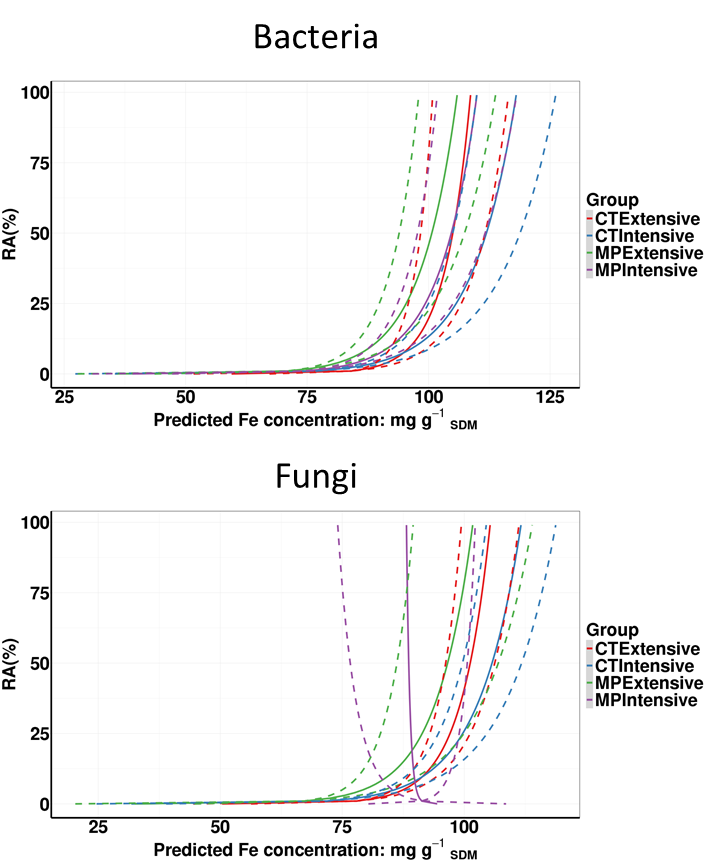 Bacteria
100
75
50
25
0
RA(%)
25 50 75 100 125
Predicted Fe concentration: mg g−1 SDM
Group
CTExtensive
CTIntensive
MPExtensive
MPIntensive
Fungi
100
75
50
25
0
RA(%)
25 50 75 100
Predicted Fe concentration: mg g−1 SDM
Group
CTExtensive
CTIntensive
MPExtensive
MPIntensive